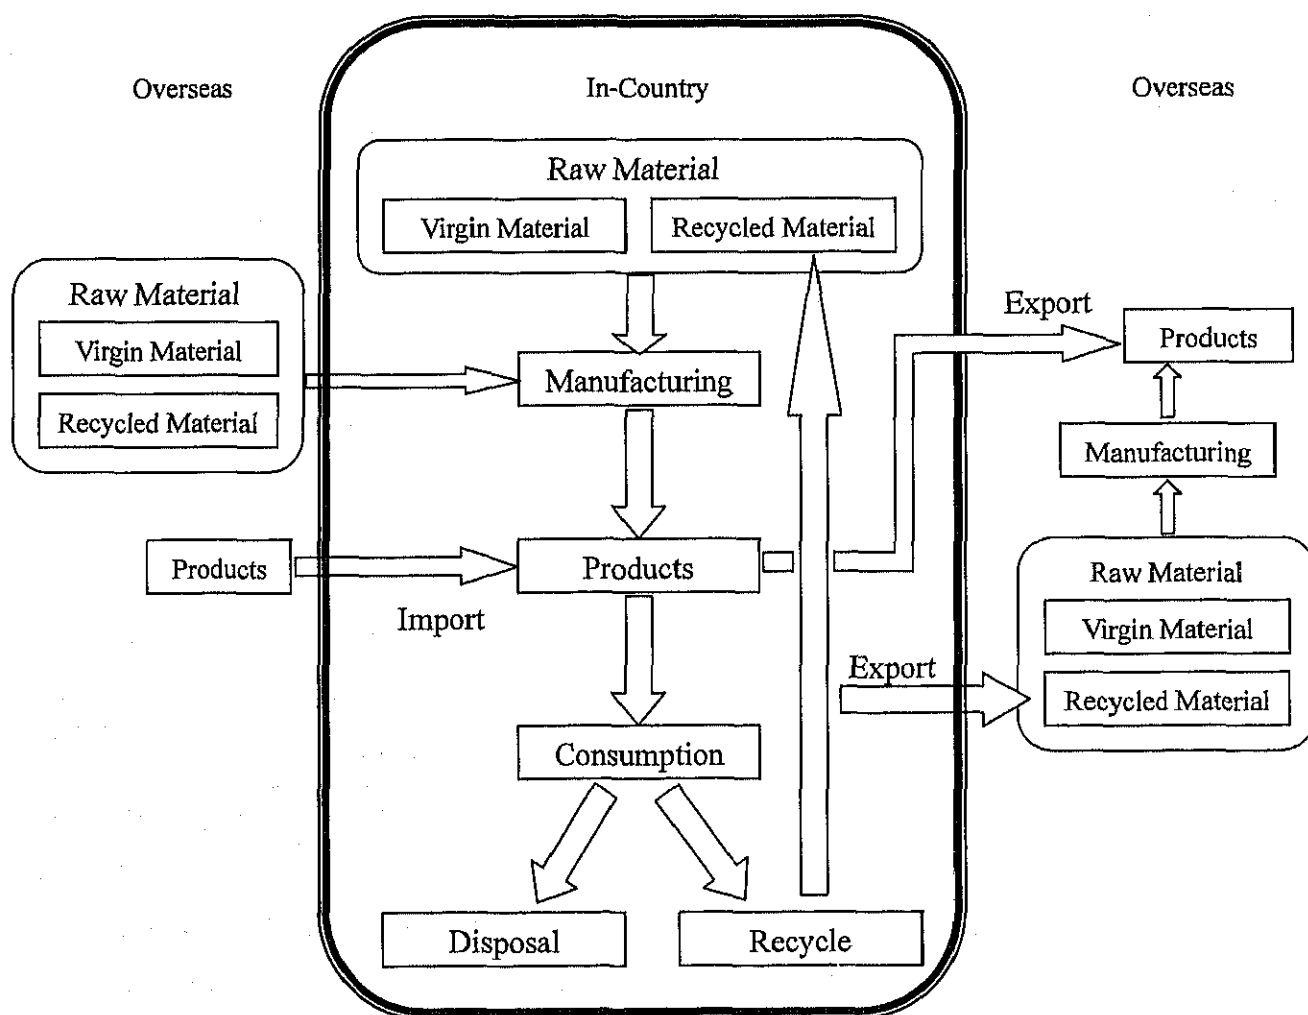 Overseas
In-Country
Overseas
Raw Material
Virgin Material
Recycled Material
Raw Material
Virgin Material
Recycled Material
Export
Products
Manufacturing
Manufacturing
Products
Products
Import
Raw Material
Virgin Material
Recycled Material
Export
Consumption
Disposal
Recycle